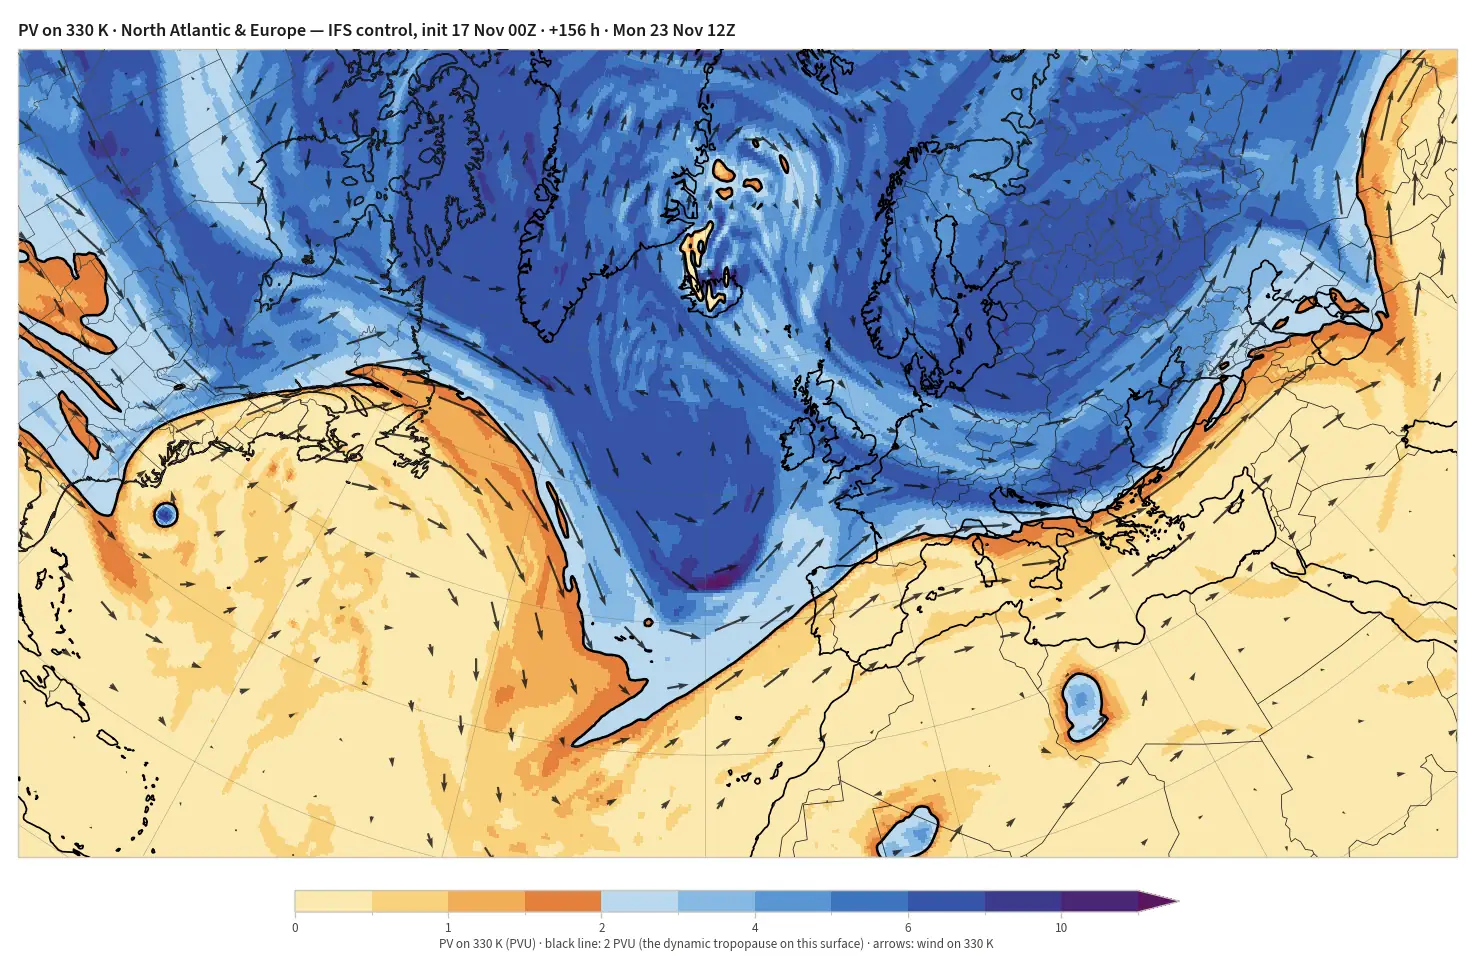 PV on 330 K · North Atlantic & Europe — IFS control, init 17 Nov 00Z · +156 h · Mon 23 Nov 12Z
0 1 2 4 6 10
PV on 330 K (PVU) · black line: 2 PVU (the dynamic tropopause on this surface) · arrows: wind on 330 K